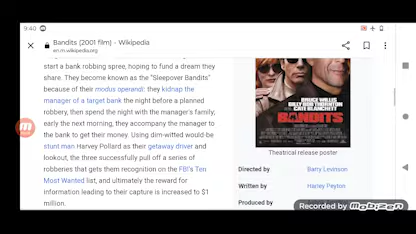 9:40
Bandits (2001 film) - Wikipedia
en.m.wikipedia.org
start a bank robbing spree, hoping to fund a dream they
share. They become known as the "Sleepover Bandits"
because of their modus operandi: they kidnap the
manager of a target bank the night before a planned
robbery, then spend the night with the manager's family,
early the next morning, they accompany the manager to
the bank to get their money. Using dim-witted would-be
stunt man Harvey Pollard as their getaway driver and
lookout, the three successfully pull off a series of
robberies that gets them recognition on the FBI's Ten
Most Wanted list, and ultimately the reward for
information leading to their capture is increased to $1
million.
BRUCE WILLIS
BILLY BOB THORNTON
CATE BLANCHETT
BANDITS
Theatrical release poster
Directed by Barry Levinson
Written by Harley Peyton
Produced by
Recorded by mobizen